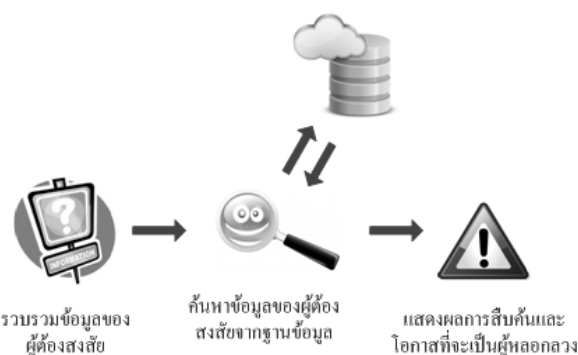 ?
INFORMATION
รวบรวมข้อมูลของ
ผู้ต้องสงสัย
ค้นหาข้อมูลของผู้ต้อง
สงสัยจากฐานข้อมูล
!
แสดงผลการสืบค้นและ
โอกาสที่จะเป็นผู้หลอกลวง